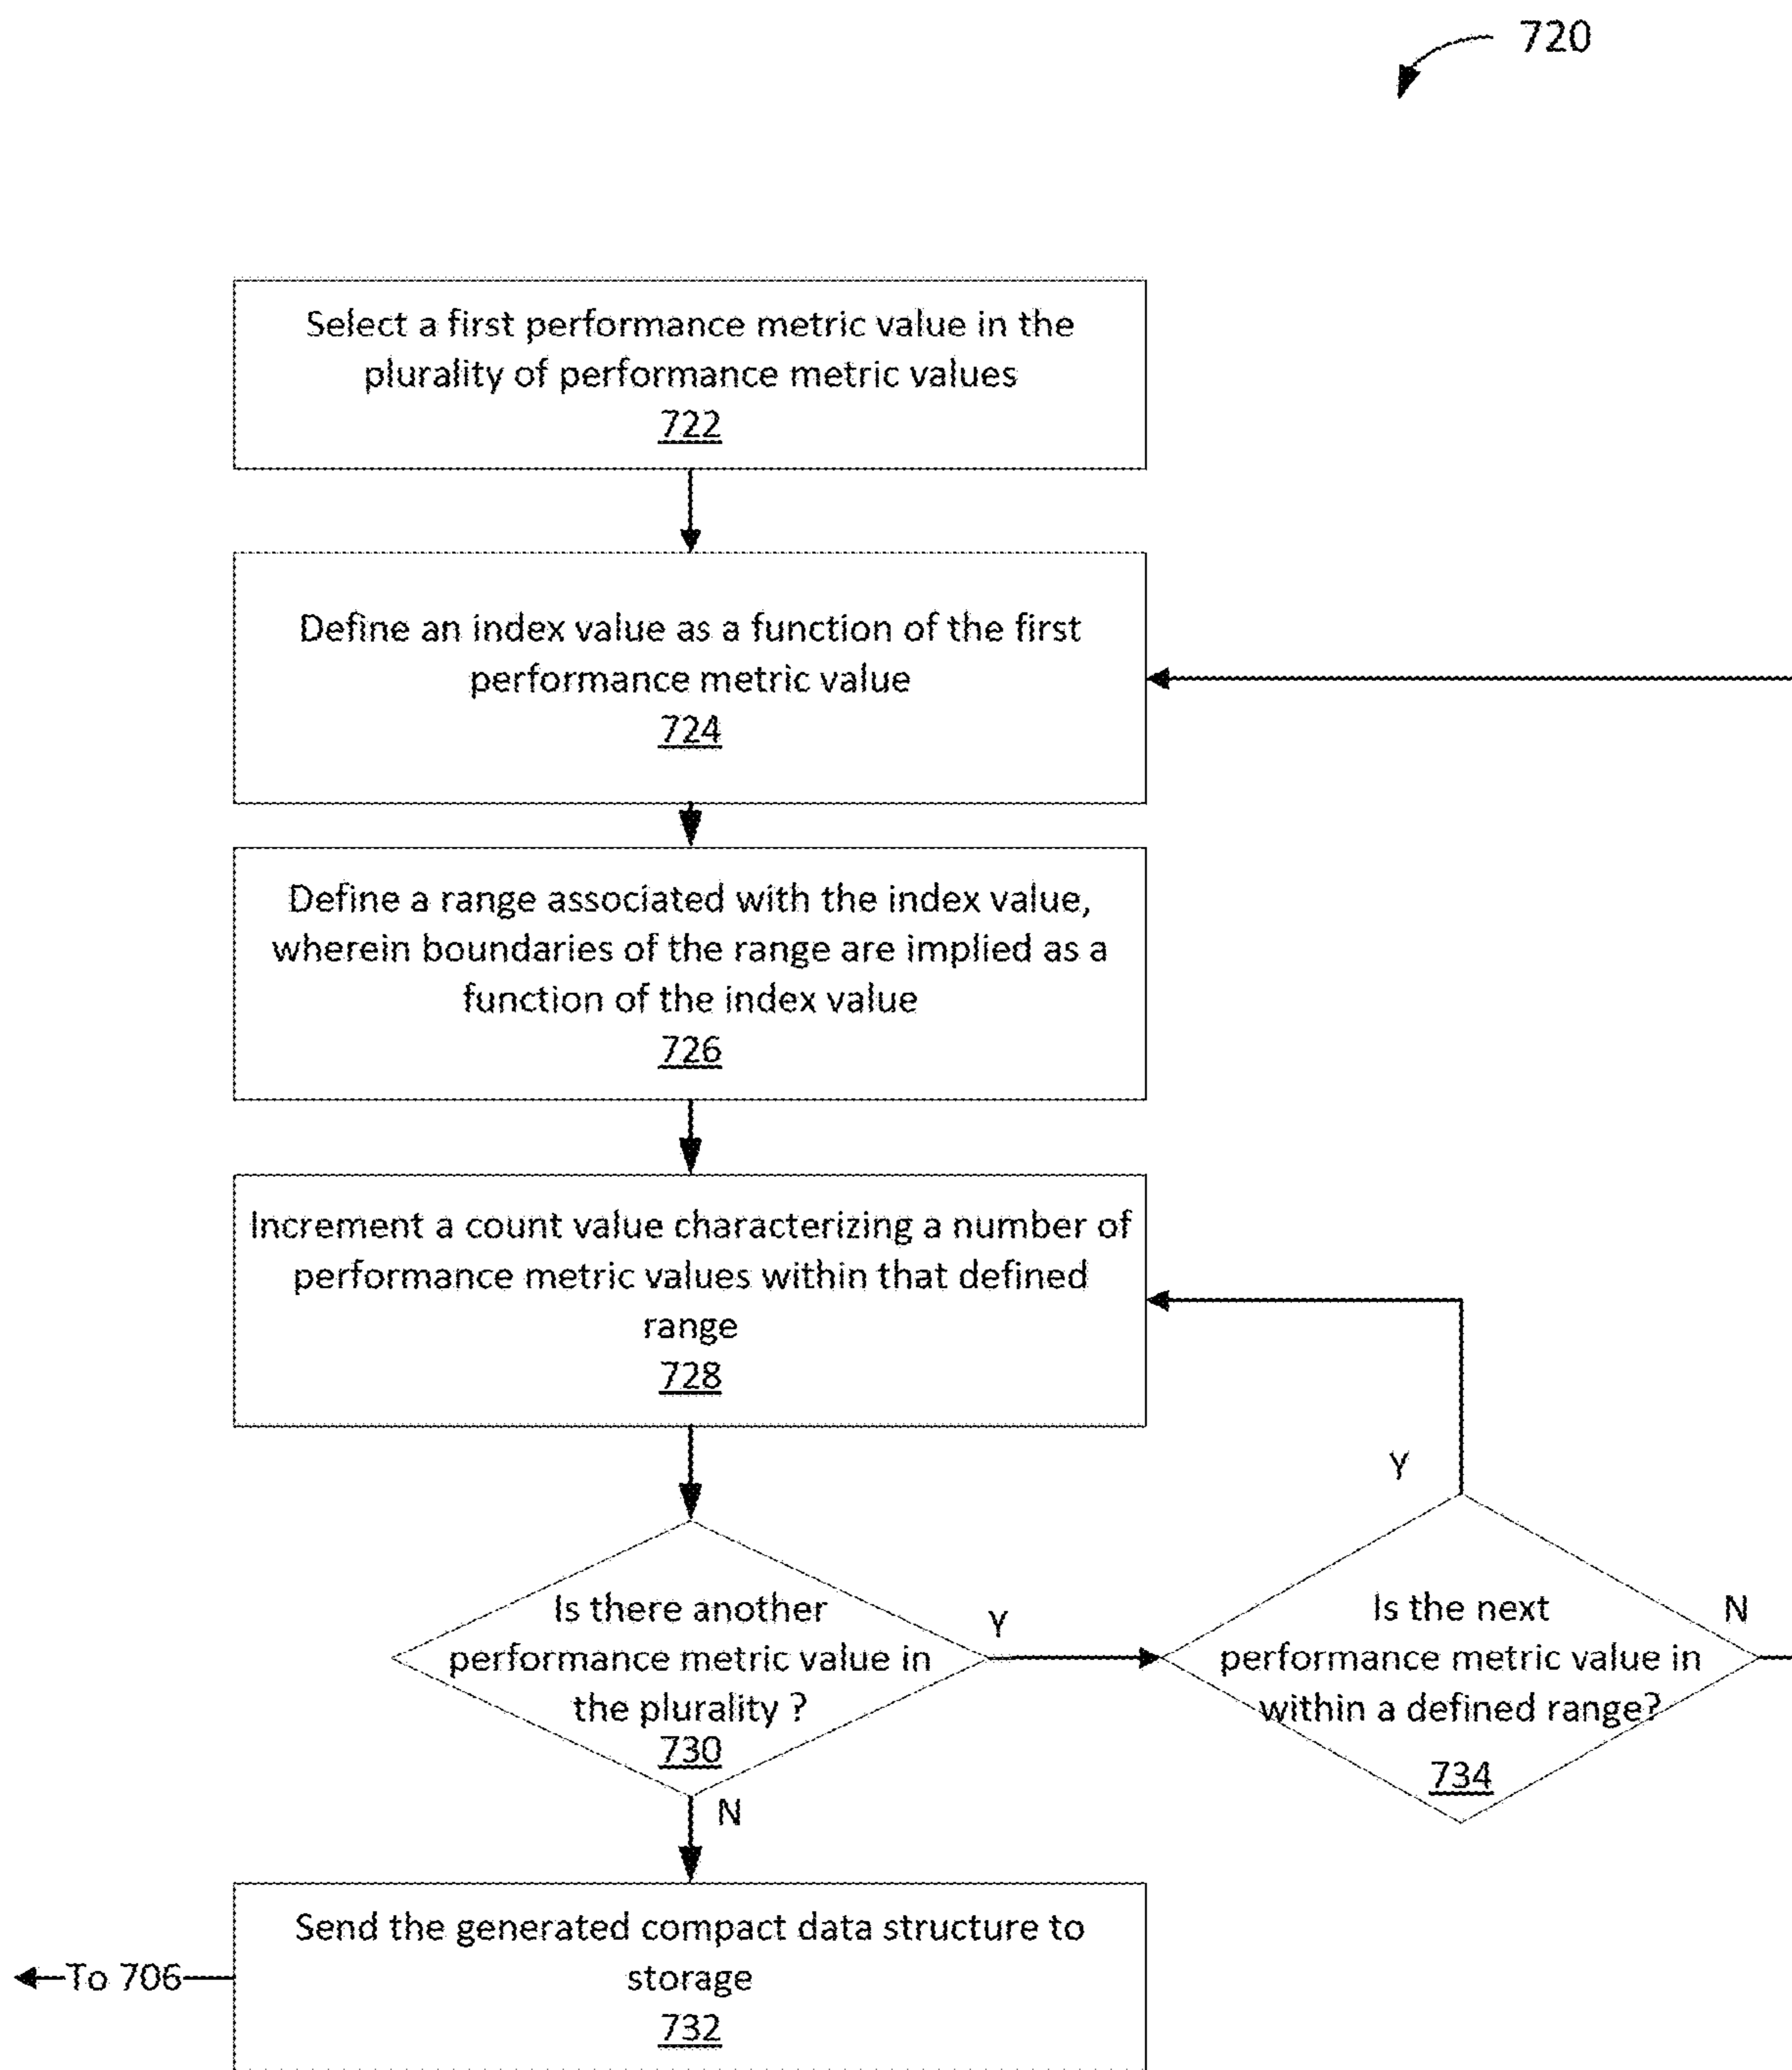 720
Select a first performance metric value in the
plurality of performance metric values
722
Define an index value as a function of the first
performance metric value
724
Define a range associated with the index value,
wherein boundaries of the range are implied as a
function of the index value
726
Increment a count value characterizing a number of
performance metric values within that defined
range
728
Y
Is there another
performance metric value in
the plurality ?
730
Y
Is the next
performance metric value in
within a defined range?
734
N
N
Send the generated compact data structure to
storage
732
To 706